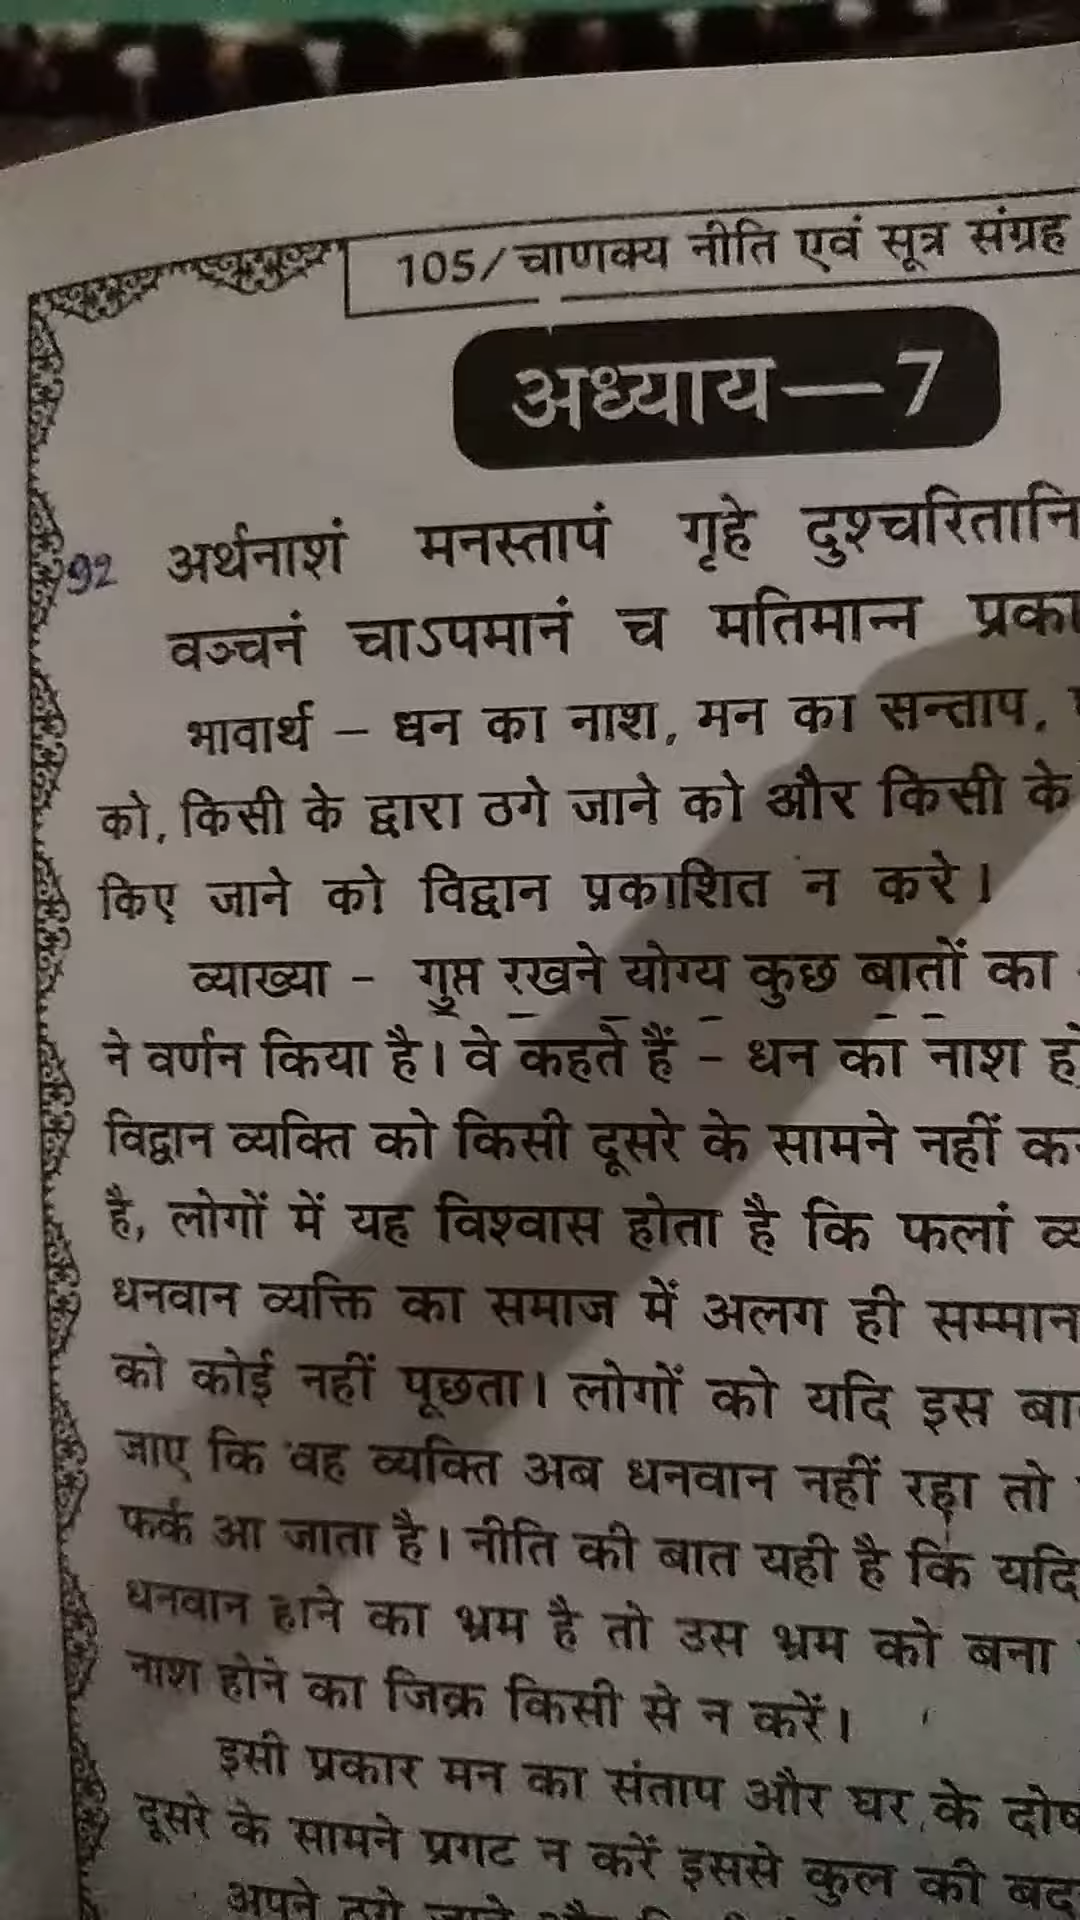 105/चाणक्य नीति एवं सूत्र संग्रह
अध्याय—7
92 अर्थनाशं मनस्तापं गृहे दुश्चरितानि
वञ्चनं चाऽपमानं च मतिमान्न प्रका
भावार्थ – धन का नाश, मन का सन्ताप,
को, किसी के द्वारा ठगे जाने को और किसी के
किए जाने को विद्वान प्रकाशित न करे।
व्याख्या - गुप्त रखने योग्य कुछ बातों का
ने वर्णन किया है। वे कहते हैं - धन का नाश
विद्वान व्यक्ति को किसी दूसरे के सामने नहीं
है, लोगों में यह विश्वास होता है कि फलां
धनवान व्यक्ति का समाज में अलग ही सम्मान
को कोई नहीं पूछता। लोगों को यदि इस
जाए कि वह व्यक्ति अब धनवान नहीं रहा तो
फर्क आ जाता है। नीति की बात यही है कि यदि
धनवान होने का भ्रम है तो उस भ्रम को बना
नाश होने का जिक्र किसी से न करें।
इसी प्रकार मन का संताप और घर के
दूसरे के सामने प्रगट न करें इससे कुल की
अपने ठगे जाने